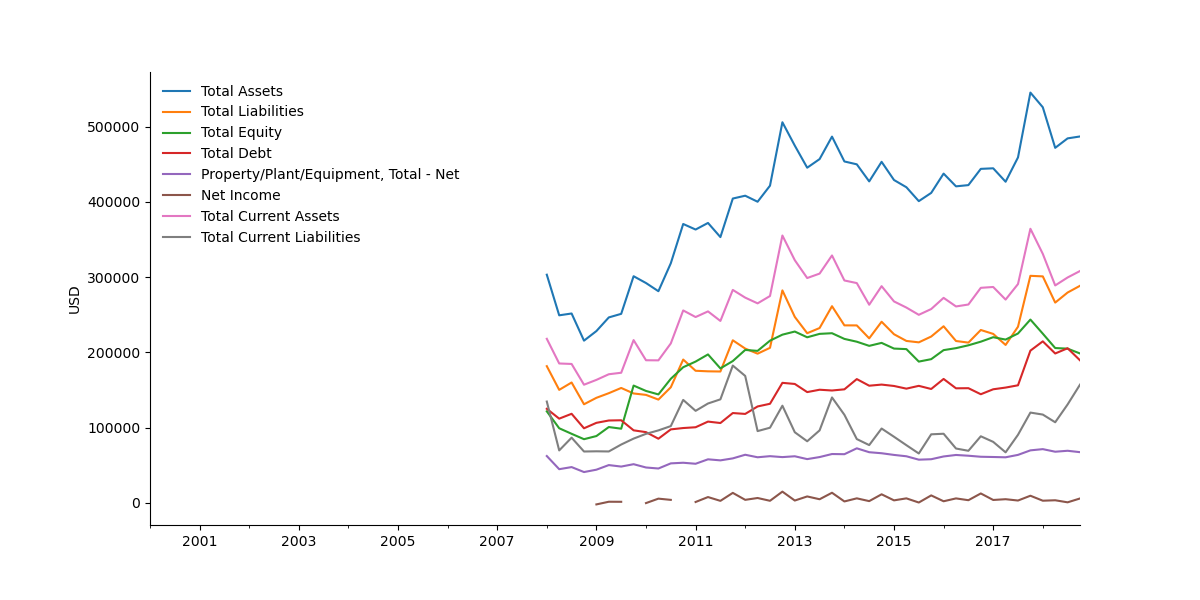 Total Assets
Total Liabilities
Total Equity
Total Debt
Property/Plant/Equipment, Total - Net
Net Income
Total Current Assets
Total Current Liabilities
USD
500000
400000
300000
200000
100000
0
2001 2003 2005 2007 2009 2011 2013 2015 2017